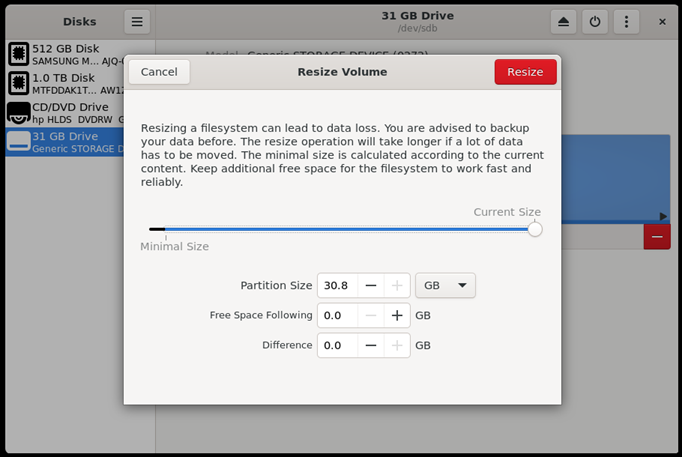 Disks
31 GB Drive
/dev/sdb
512 GB Disk
SAMSUNG M... AJQ-
1.0 TB Disk
MTFDDAK1T... AW1
CD/DVD Drive
hp HLDS DVDRW G
31 GB Drive
Generic STORAGE D
Model Generic STORAGE DEVICE (0272)
Cancel
Resize Volume
Resize
Resizing a filesystem can lead to data loss. You are advised to backup
your data before. The resize operation will take longer if a lot of data
has to be moved. The minimal size is calculated according to the current
content. Keep additional free space for the filesystem to work fast and
reliably.
Current Size
Minimal Size
Partition Size 30.8 GB
Free Space Following 0.0 GB
Difference 0.0 GB